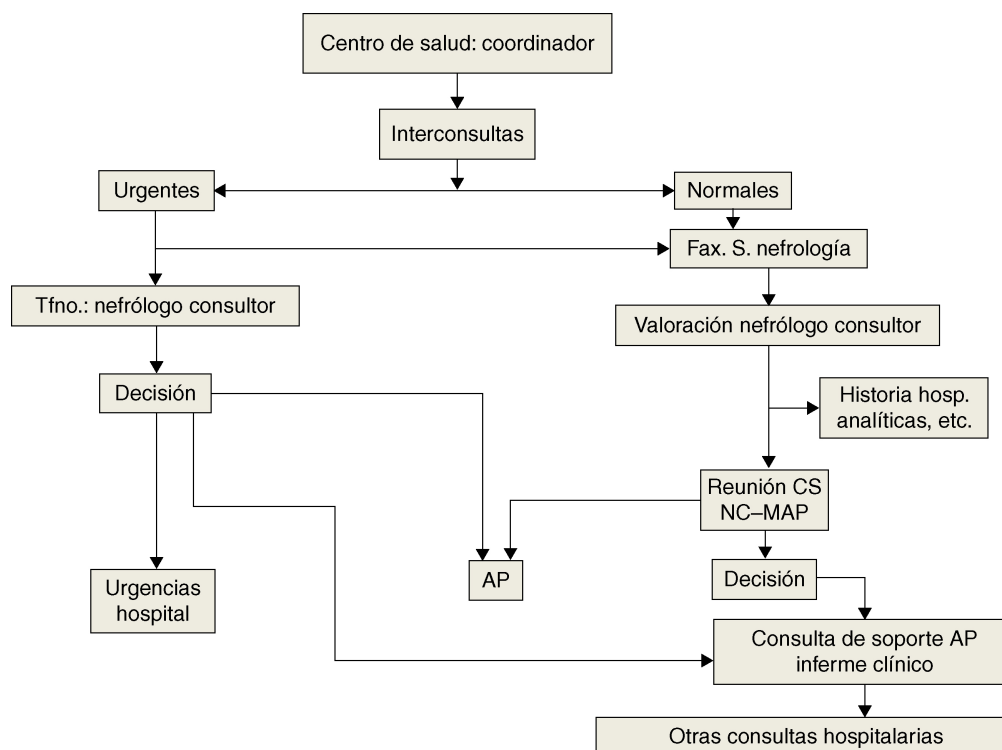 Centro de salud: coordinador
Interconsultas
Urgentes
Normales
Fax. S. nefrología
Tfno.: nefrólogo consultor
Valoración nefrólogo consultor
Decisión
Historia hosp.
analíticas, etc.
Reunión CS
NC–MAP
AP
Decisión
Urgencias
hospital
Consulta de soporte AP
inferme clínico
Otras consultas hospitalarias